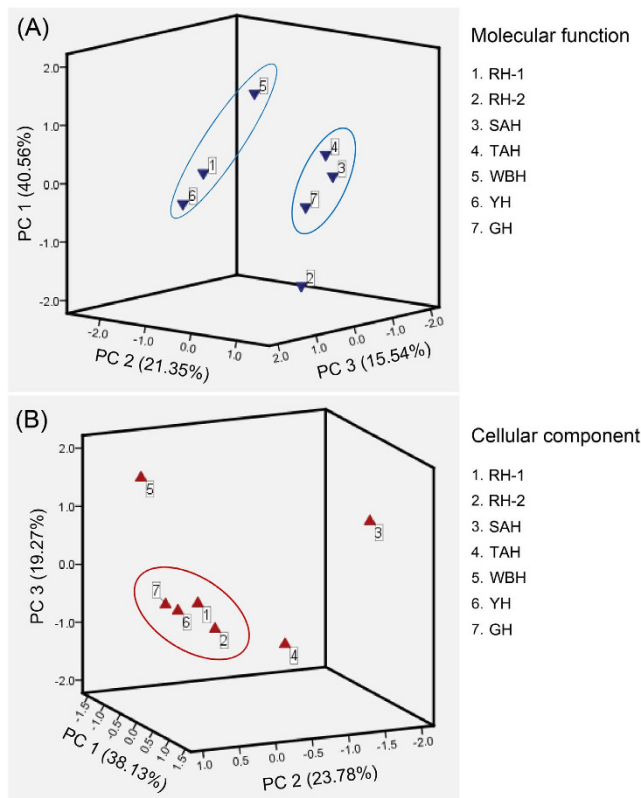 (A)
Molecular function
1. RH-1
2. RH-2
3. SAH
4. TAH
5. WBH
6. YH
7. GH
PC 1 (40.56%)
2.0
1.0
0.0
-1.0
-2.0
5
4
3
1
7
6
2
-2.0
-1.0
0.0
1.0
PC 2 (21.35%)
2.0
1.0
0.0
-1.0
-2.0
PC 3 (15.54%)
(B)
Cellular component
1. RH-1
2. RH-2
3. SAH
4. TAH
5. WBH
6. YH
7. GH
PC 3 (19.27%)
2.0
1.0
0.0
-1.0
-2.0
5
3
7
1
6
2
4
-1.5
-1.0
-0.5
0.0
0.5
1.0
1.5
PC 1 (38.13%)
1.0
0.5
0.0
-0.5
-1.0
-1.5
-2.0
PC 2 (23.78%)